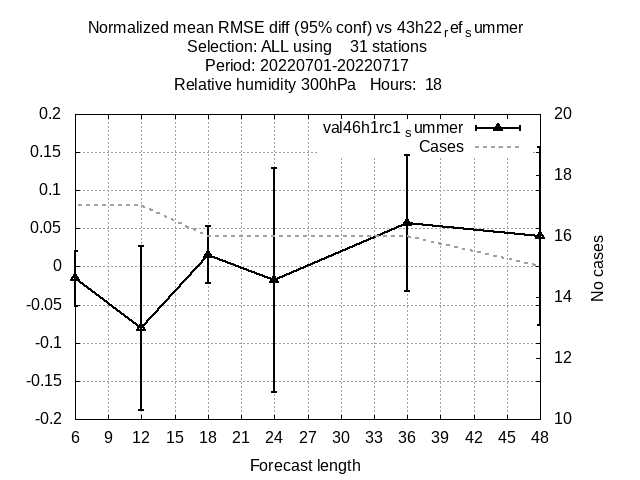 Normalized mean RMSE diff (95% conf) vs 43h22refsummer
Selection: ALL using 31 stations
Period: 20220701-20220717
Relative humidity 300hPa Hours: 18
val46h1rc1summer
Cases
0.2
0.15
0.1
0.05
0
-0.05
-0.1
-0.15
-0.2
20
18
16
14
12
10
No cases
6 9 12 15 18 21 24 27 30 33 36 39 42 45 48
Forecast length